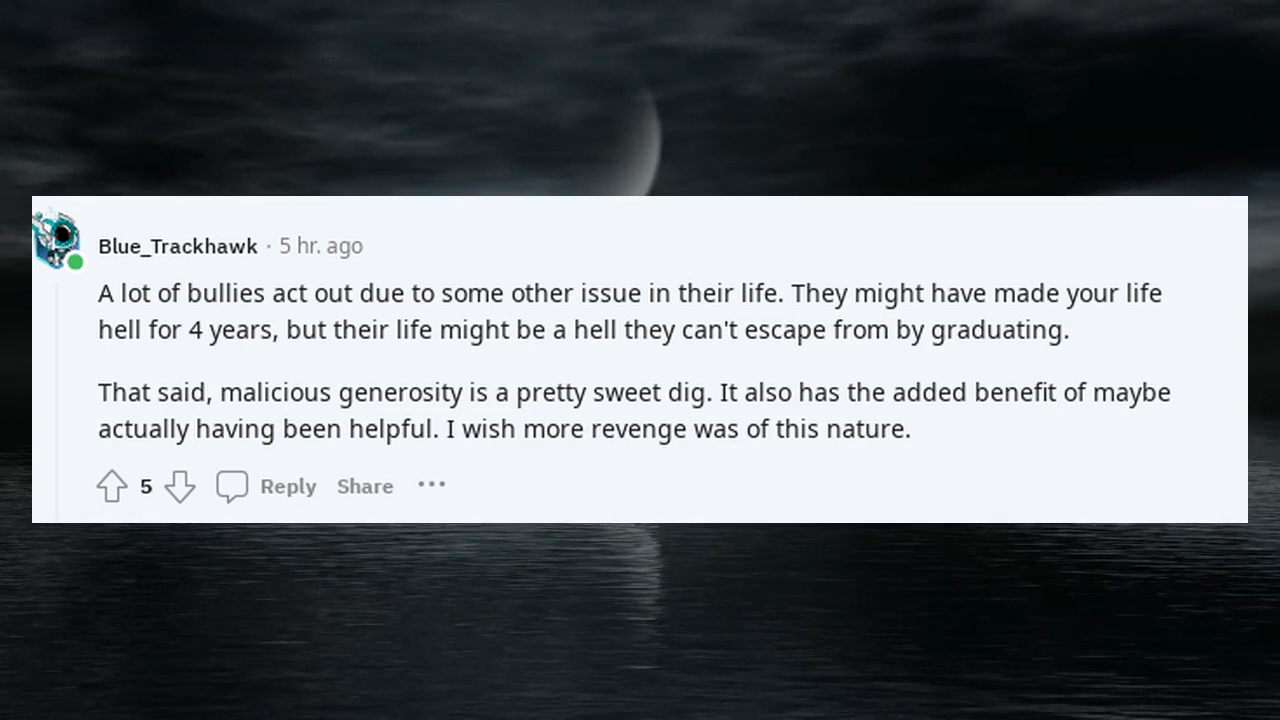 Blue_Trackhawk · 5 hr. ago
A lot of bullies act out due to some other issue in their life. They might have made your life
hell for 4 years, but their life might be a hell they can't escape from by graduating.
That said, malicious generosity is a pretty sweet dig. It also has the added benefit of maybe
actually having been helpful. I wish more revenge was of this nature.
5 Reply Share ···